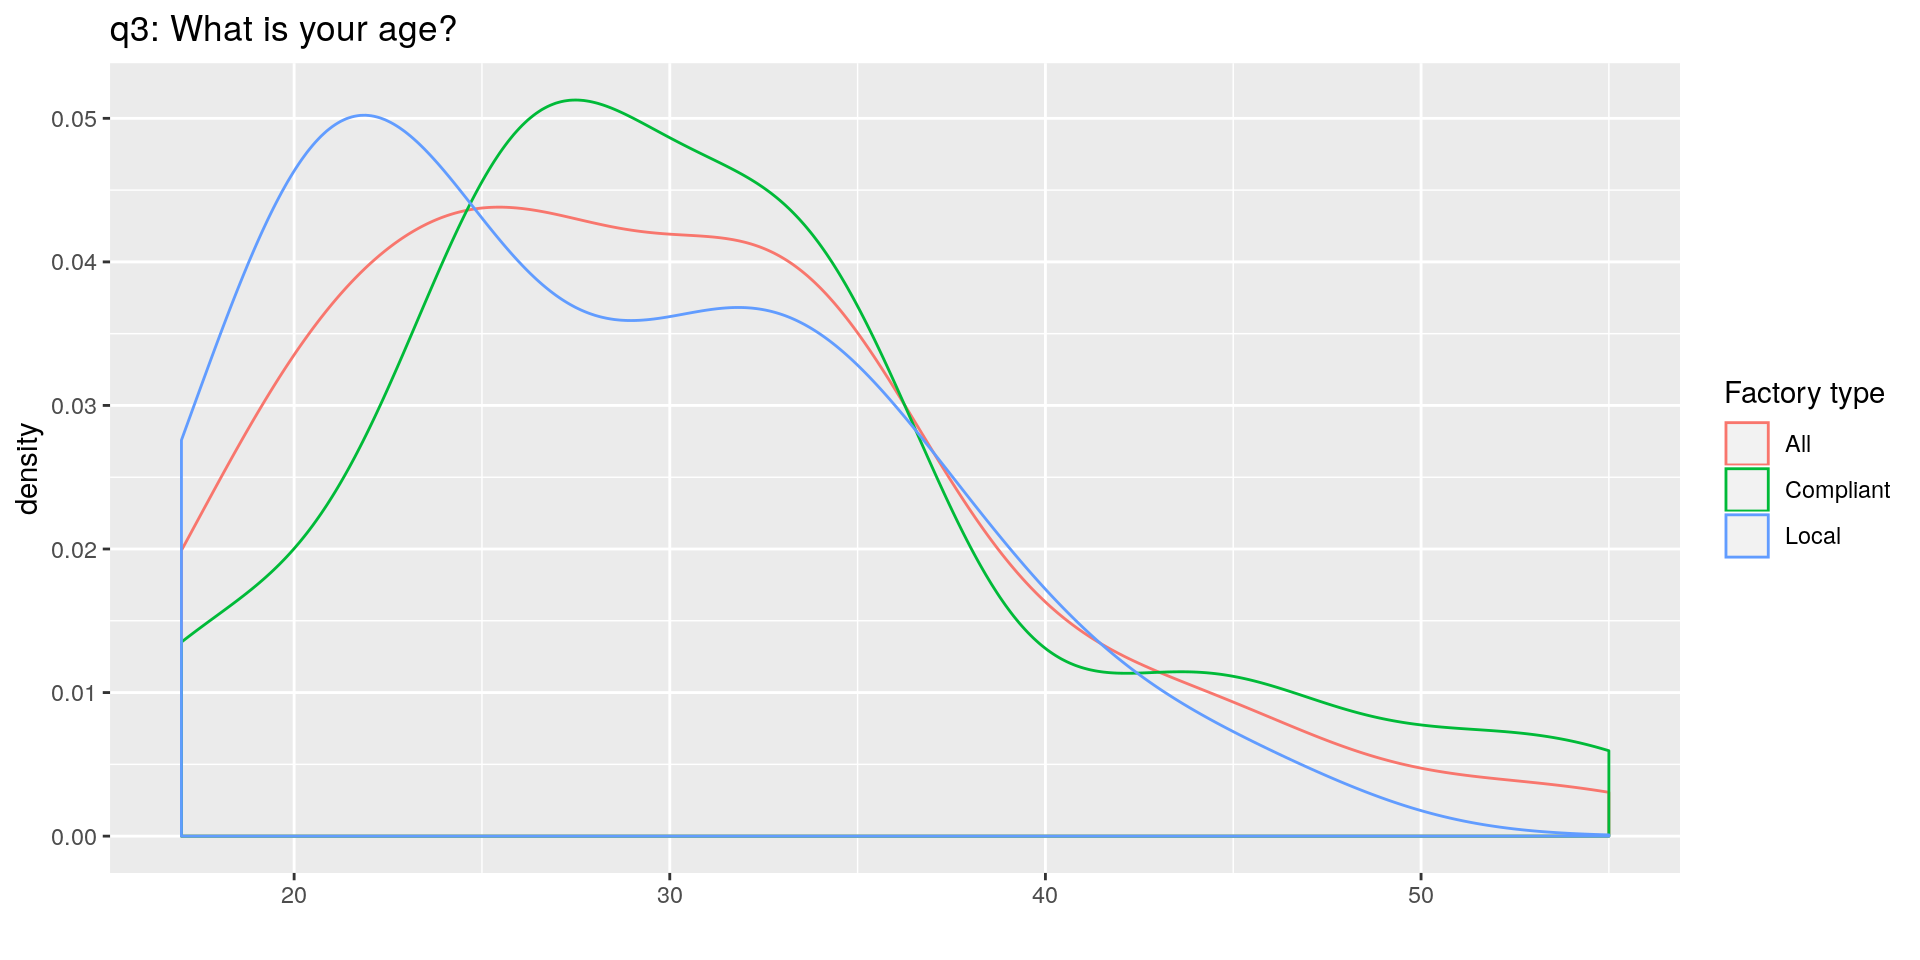 q3: What is your age?
0.05
0.04
0.03
0.02
0.01
0.00
density
20 30 40 50
Factory type
All
Compliant
Local